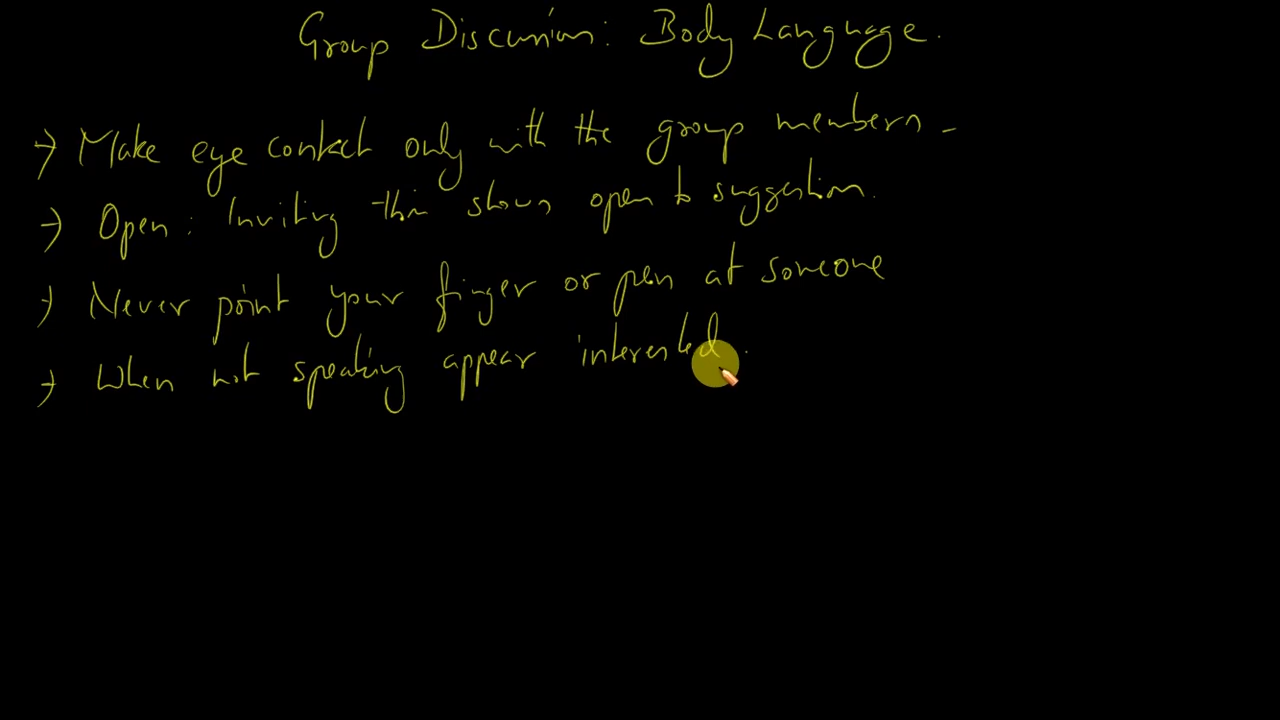 Group Discussion: Body Language.
→ Make eye contact only with the group members -
→ Open: Inviting this shows open to suggestion.
→ Never point your finger or pen at someone
→ When not speaking appear interested.